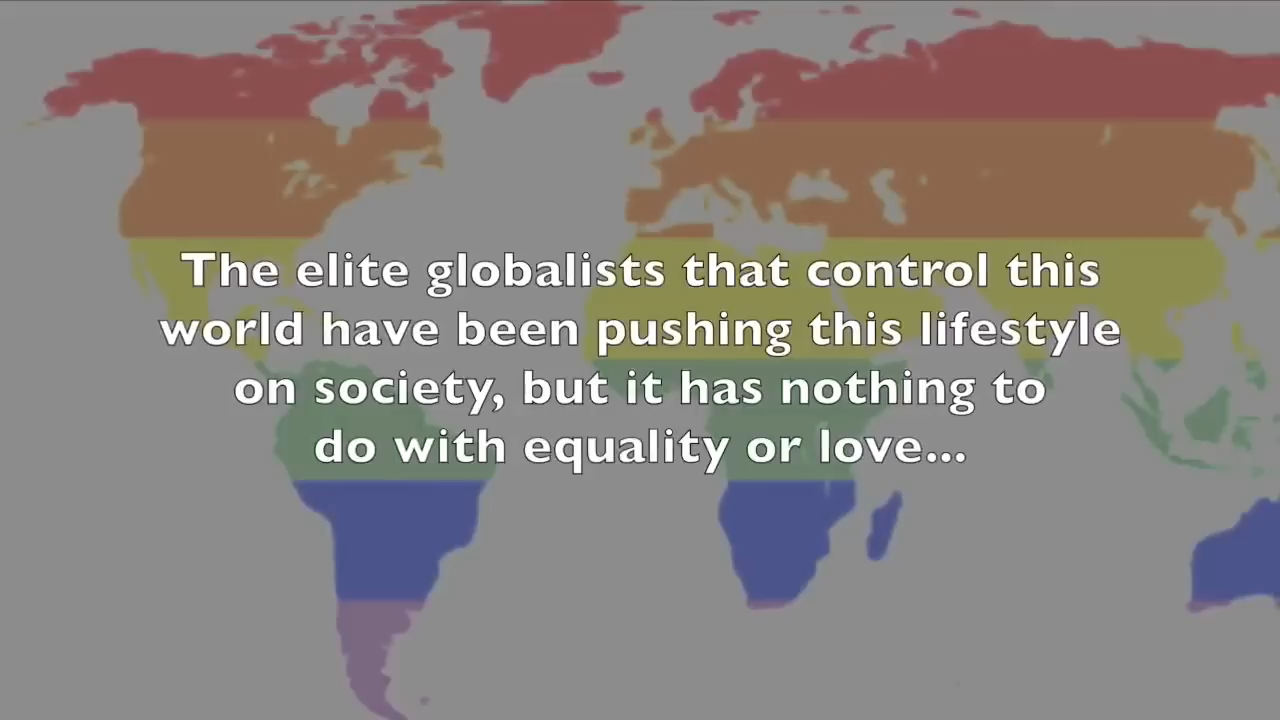 The elite globalists that control this
world have been pushing this lifestyle
on society, but it has nothing to
do with equality or love...